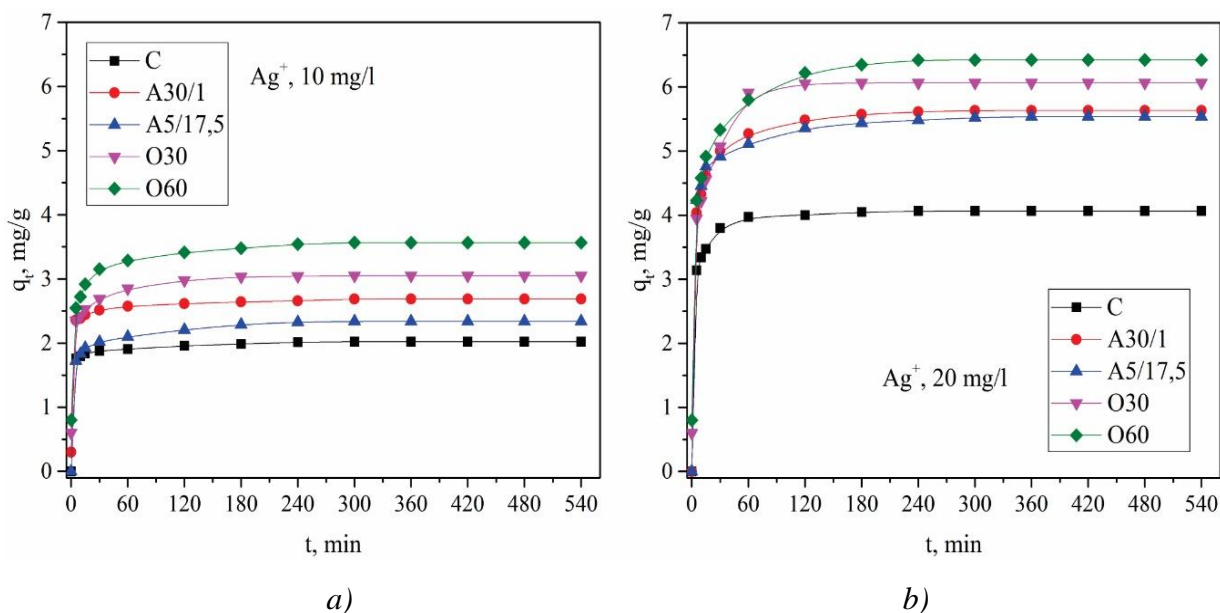 7
6
5
4
3
2
1
0
qt, mg/g
C
A30/1
A5/17,5
O30
O60
Ag+, 10 mg/l
0 60 120 180 240 300 360 420 480 540
t, min
a)
7
6
5
4
3
2
1
0
qt, mg/g
Ag+, 20 mg/l
C
A30/1
A5/17,5
O30
O60
0 60 120 180 240 300 360 420 480 540
t, min
b)